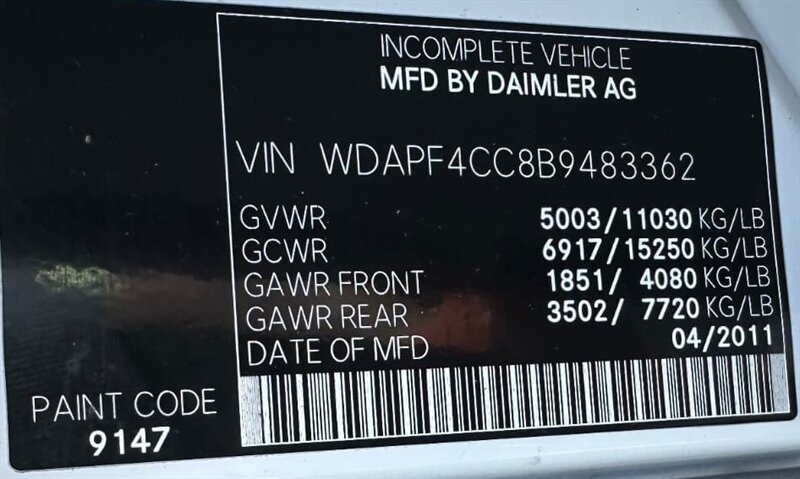 INCOMPLETE VEHICLE
MFD BY DAIMLER AG
VIN WDAPF4CC8B9483362
GVWR 5003/11030 KG/LB
GCWR 6917/15250 KG/LB
GAWR FRONT 1851/ 4080 KG/LB
GAWR REAR 3502/ 7720 KG/LB
DATE OF MFD 04/2011
PAINT CODE
9147